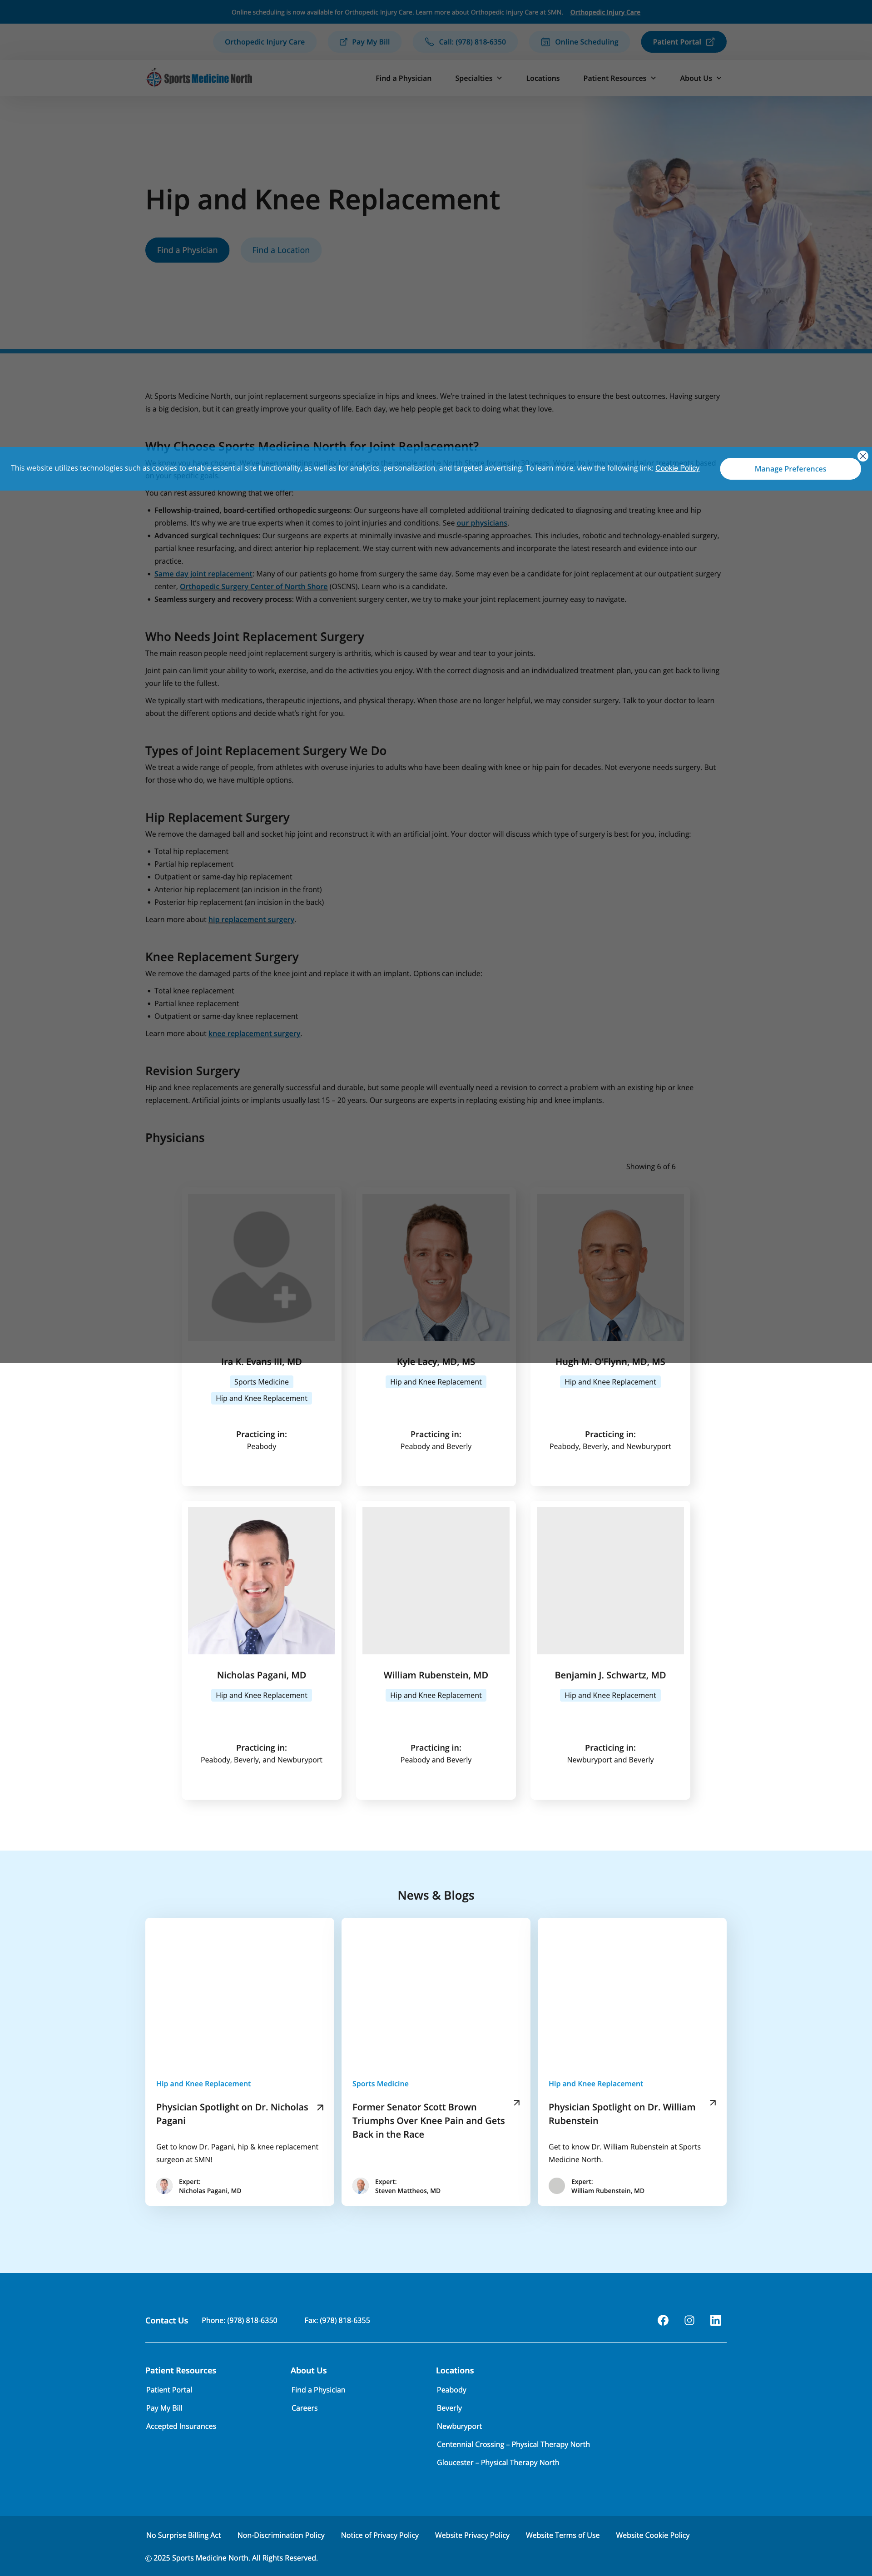 Online scheduling is now available for Orthopedic Injury Care. Learn more about Orthopedic Injury Care at SMN. Orthopedic Injury Care
Orthopedic Injury Care
Pay My Bill
Call: (978) 818-6350
Online Scheduling
Patient Portal
Sports Medicine North
Find a Physician
Specialties
Locations
Patient Resources
About Us
Hip and Knee Replacement
Find a Physician
Find a Location
At Sports Medicine North, our joint replacement surgeons specialize in hips and knees. We're trained in the latest techniques to ensure the best outcomes. Having surgery
is a big decision, but it can greatly improve your quality of life. Each day, we help people get back to doing what they love.
Why Choose Sports Medicine North for Joint Replacement?
This website utilizes technologies such as cookies to enable essential site functionality, as well as for analytics, personalization, and targeted advertising. To learn more, view the following link: Cookie Policy
Manage Preferences
You can rest assured knowing that we offer:
• Fellowship-trained, board-certified orthopedic surgeons: Our surgeons have all completed additional training dedicated to diagnosing and treating knee and hip
problems. It's why we are true experts when it comes to joint injuries and conditions. See our physicians.
• Advanced surgical techniques: Our surgeons are experts at minimally invasive and muscle-sparing approaches. This includes, robotic and technology-enabled surgery,
partial knee resurfacing, and direct anterior hip replacement. We stay current with new advancements and incorporate the latest research and evidence into our
practice.
• Same day joint replacement: Many of our patients go home from surgery the same day. Some may even be a candidate for joint replacement at our outpatient surgery
center, Orthopedic Surgery Center of North Shore (OSCNS). Learn who is a candidate.
• Seamless surgery and recovery process: With a convenient surgery center, we try to make your joint replacement journey easy to navigate.
Who Needs Joint Replacement Surgery
The main reason people need joint replacement surgery is arthritis, which is caused by wear and tear to your joints.
Joint pain can limit your ability to work, exercise, and do the activities you enjoy. With the correct diagnosis and an individualized treatment plan, you can get back to living
your life to the fullest.
We typically start with medications, therapeutic injections, and physical therapy. When those are no longer helpful, we may consider surgery. Talk to your doctor to learn
about the different options and decide what's right for you.
Types of Joint Replacement Surgery We Do
We treat a wide range of people, from athletes with overuse injuries to adults who have been dealing with knee or hip pain for decades. Not everyone needs surgery. But
for those who do, we have multiple options.
Hip Replacement Surgery
We remove the damaged ball and socket hip joint and reconstruct it with an artificial joint. Your doctor will discuss which type of surgery is best for you, including:
• Total hip replacement
• Partial hip replacement
• Outpatient or same-day hip replacement
• Anterior hip replacement (an incision in the front)
• Posterior hip replacement (an incision in the back)
Learn more about hip replacement surgery.
Knee Replacement Surgery
We remove the damaged parts of the knee joint and replace it with an implant. Options can include:
• Total knee replacement
• Partial knee replacement
• Outpatient or same-day knee replacement
Learn more about knee replacement surgery.
Revision Surgery
Hip and knee replacements are generally successful and durable, but some people will eventually need a revision to correct a problem with an existing hip or knee
replacement. Artificial joints or implants usually last 15 – 20 years. Our surgeons are experts in replacing existing hip and knee implants.
Physicians
Showing 6 of 6
Ira K. Evans III, MD
Sports Medicine
Hip and Knee Replacement
Practicing in:
Peabody
Kyle Lacy, MD, MS
Hip and Knee Replacement
Practicing in:
Peabody and Beverly
Hugh M. O'Flynn, MD, MS
Hip and Knee Replacement
Practicing in:
Peabody, Beverly, and Newburyport
Nicholas Pagani, MD
Hip and Knee Replacement
Practicing in:
Peabody, Beverly, and Newburyport
William Rubenstein, MD
Hip and Knee Replacement
Practicing in:
Peabody and Beverly
Benjamin J. Schwartz, MD
Hip and Knee Replacement
Practicing in:
Newburyport and Beverly
News & Blogs
Hip and Knee Replacement
Physician Spotlight on Dr. Nicholas
Pagani
Get to know Dr. Pagani, hip & knee replacement
surgeon at SMN!
Expert:
Nicholas Pagani, MD
Sports Medicine
Former Senator Scott Brown
Triumphs Over Knee Pain and Gets
Back in the Race
Expert:
Steven Mattheos, MD
Hip and Knee Replacement
Physician Spotlight on Dr. William
Rubenstein
Get to know Dr. William Rubenstein at Sports
Medicine North.
Expert:
William Rubenstein, MD
Contact Us
Phone: (978) 818-6350
Fax: (978) 818-6355
Patient Resources
Patient Portal
Pay My Bill
Accepted Insurances
About Us
Find a Physician
Careers
Locations
Peabody
Beverly
Newburyport
Centennial Crossing – Physical Therapy North
Gloucester – Physical Therapy North
No Surprise Billing Act
Non-Discrimination Policy
Notice of Privacy Policy
Website Privacy Policy
Website Terms of Use
Website Cookie Policy
© 2025 Sports Medicine North. All Rights Reserved.